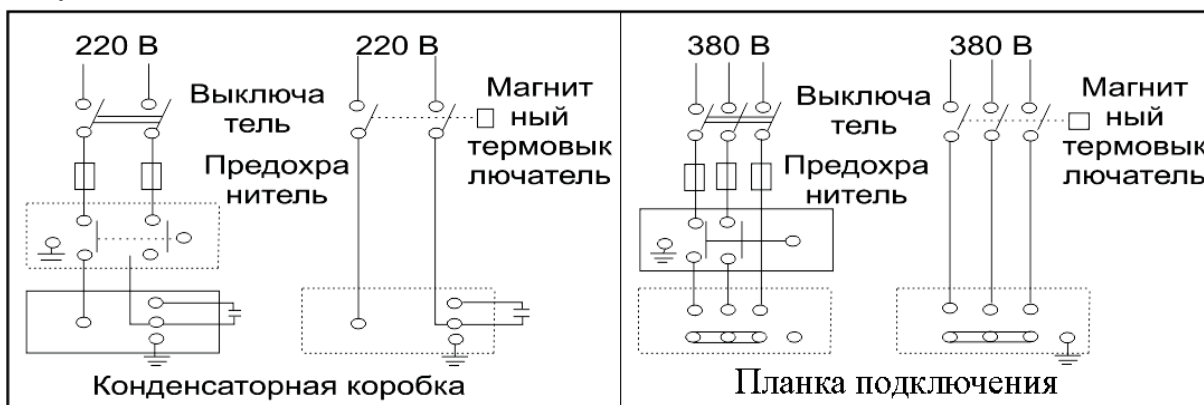 220 В
220 В
Выключа
тель
Магнит
ный
термовык
лючатель
Предохра
нитель
Конденсаторная коробка
380 В
380 В
Выключа
тель
Магнит
ный
термовык
лючатель
Предохра
нитель
Планка подключения